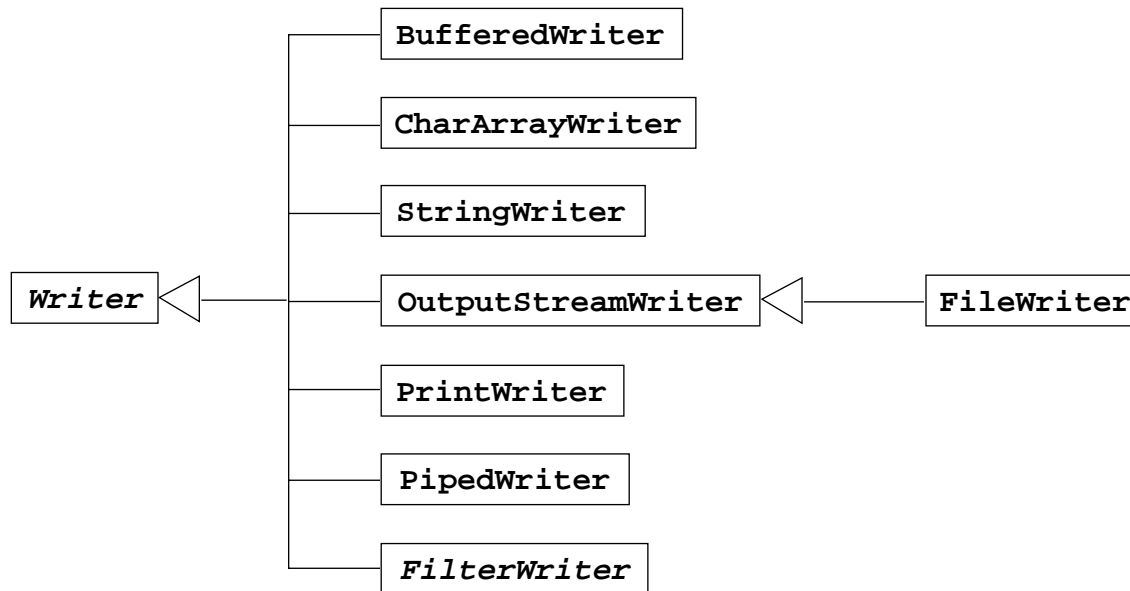 BufferedWriter
CharArrayWriter
StringWriter
Writer
OutputStreamWriter
FileWriter
PrintWriter
PipedWriter
FilterWriter